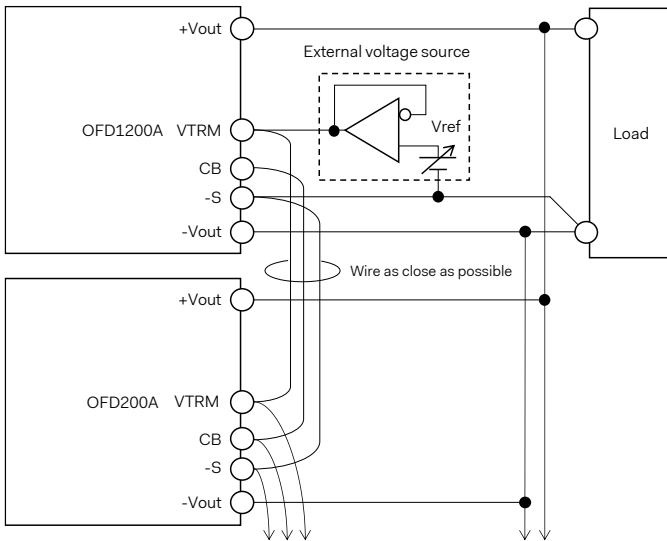 +Vout
External voltage source
Vref
OFD1200A VTRM
Load
CB
-S
-Vout
Wire as close as possible
+Vout
OFD200A VTRM
CB
-S
-Vout